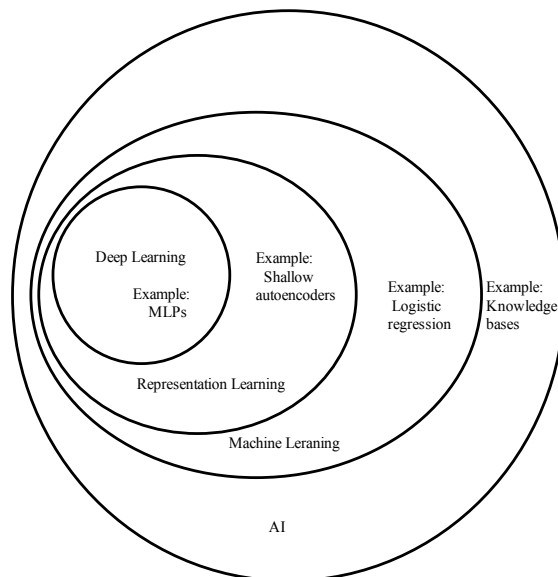 Deep Learning
Example:
MLPs
Example:
Shallow
autoencoders
Example:
Logistic
regression
Example:
Knowledge
bases
Representation Learning
Machine Leraning
AI